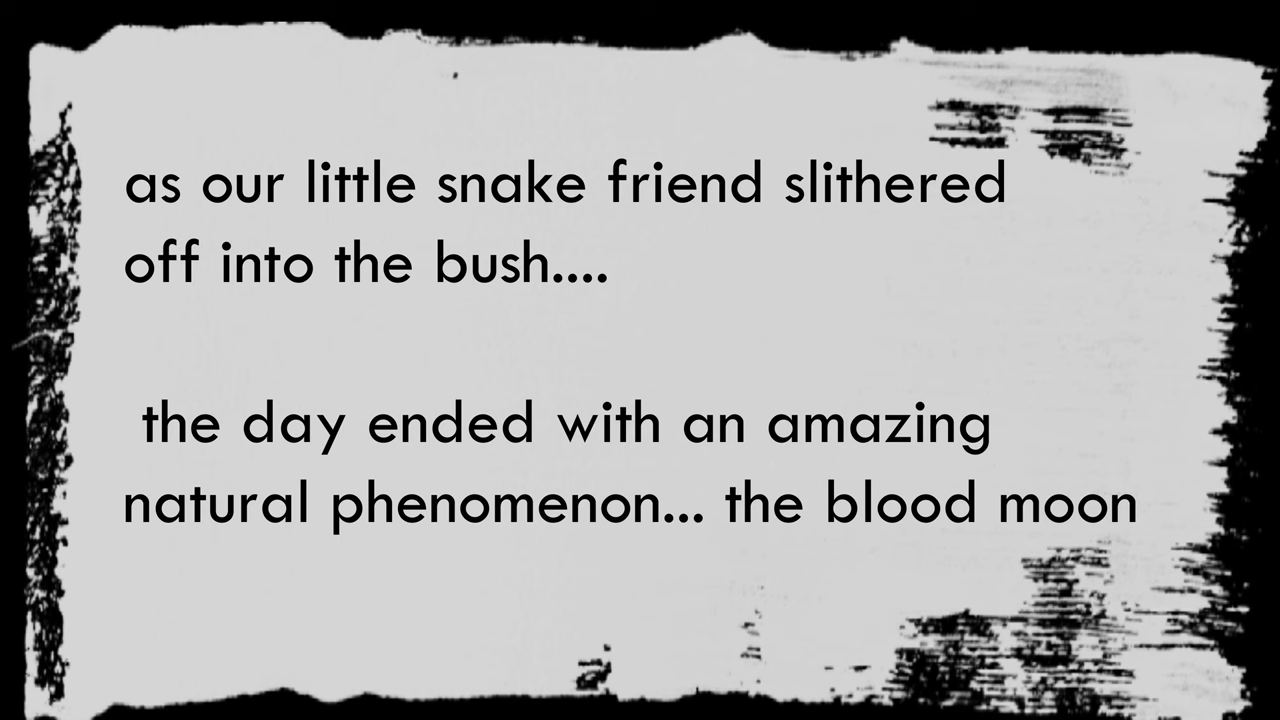 as our little snake friend slithered
off into the bush....
the day ended with an amazing
natural phenomenon... the blood moon